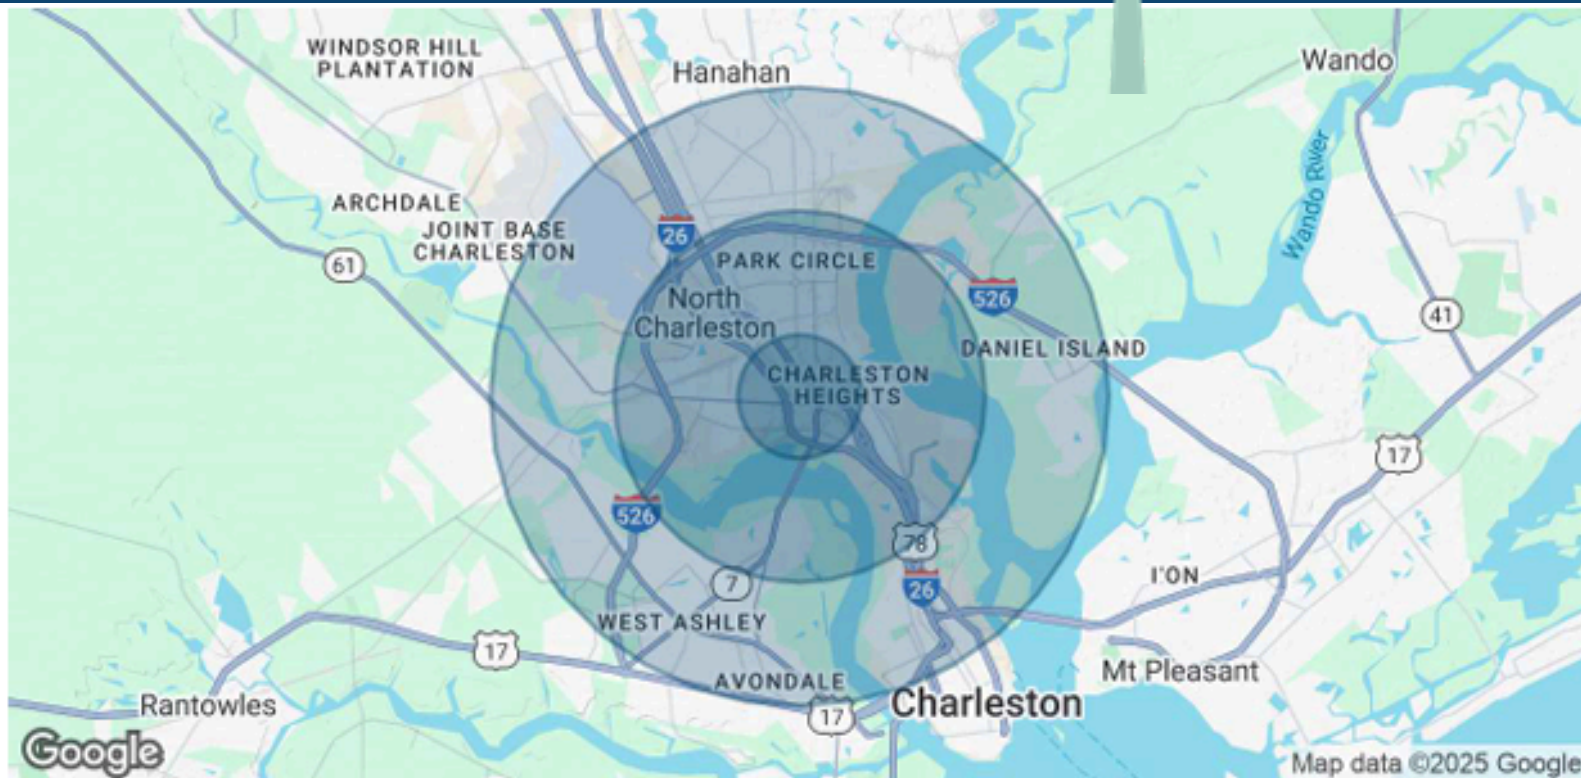 WINDSOR HILL
PLANTATION
Hanahan
Wando
Wando River
ARCHDALE
JOINT BASE
CHARLESTON
26
61
PARK CIRCLE
526
North
Charleston
41
DANIEL ISLAND
CHARLESTON
HEIGHTS
17
526
78
7
26
I'ON
WEST ASHLEY
17
Mt Pleasant
AVONDALE
Rantowles
17
Charleston
Google
Map data ©2025 Google